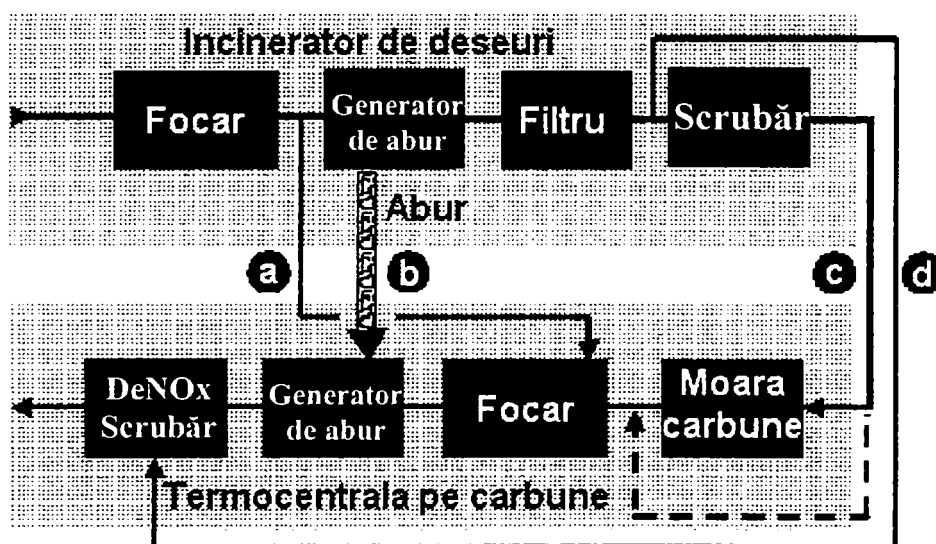 Incinerator de deseuri
Focar
Generator
de abur
Filtru
Scrubăr
Abur
a
b
c
d
DeNOx
Scrubăr
Generator
de abur
Focar
Moara
carbune
Termocentrala pe carbune